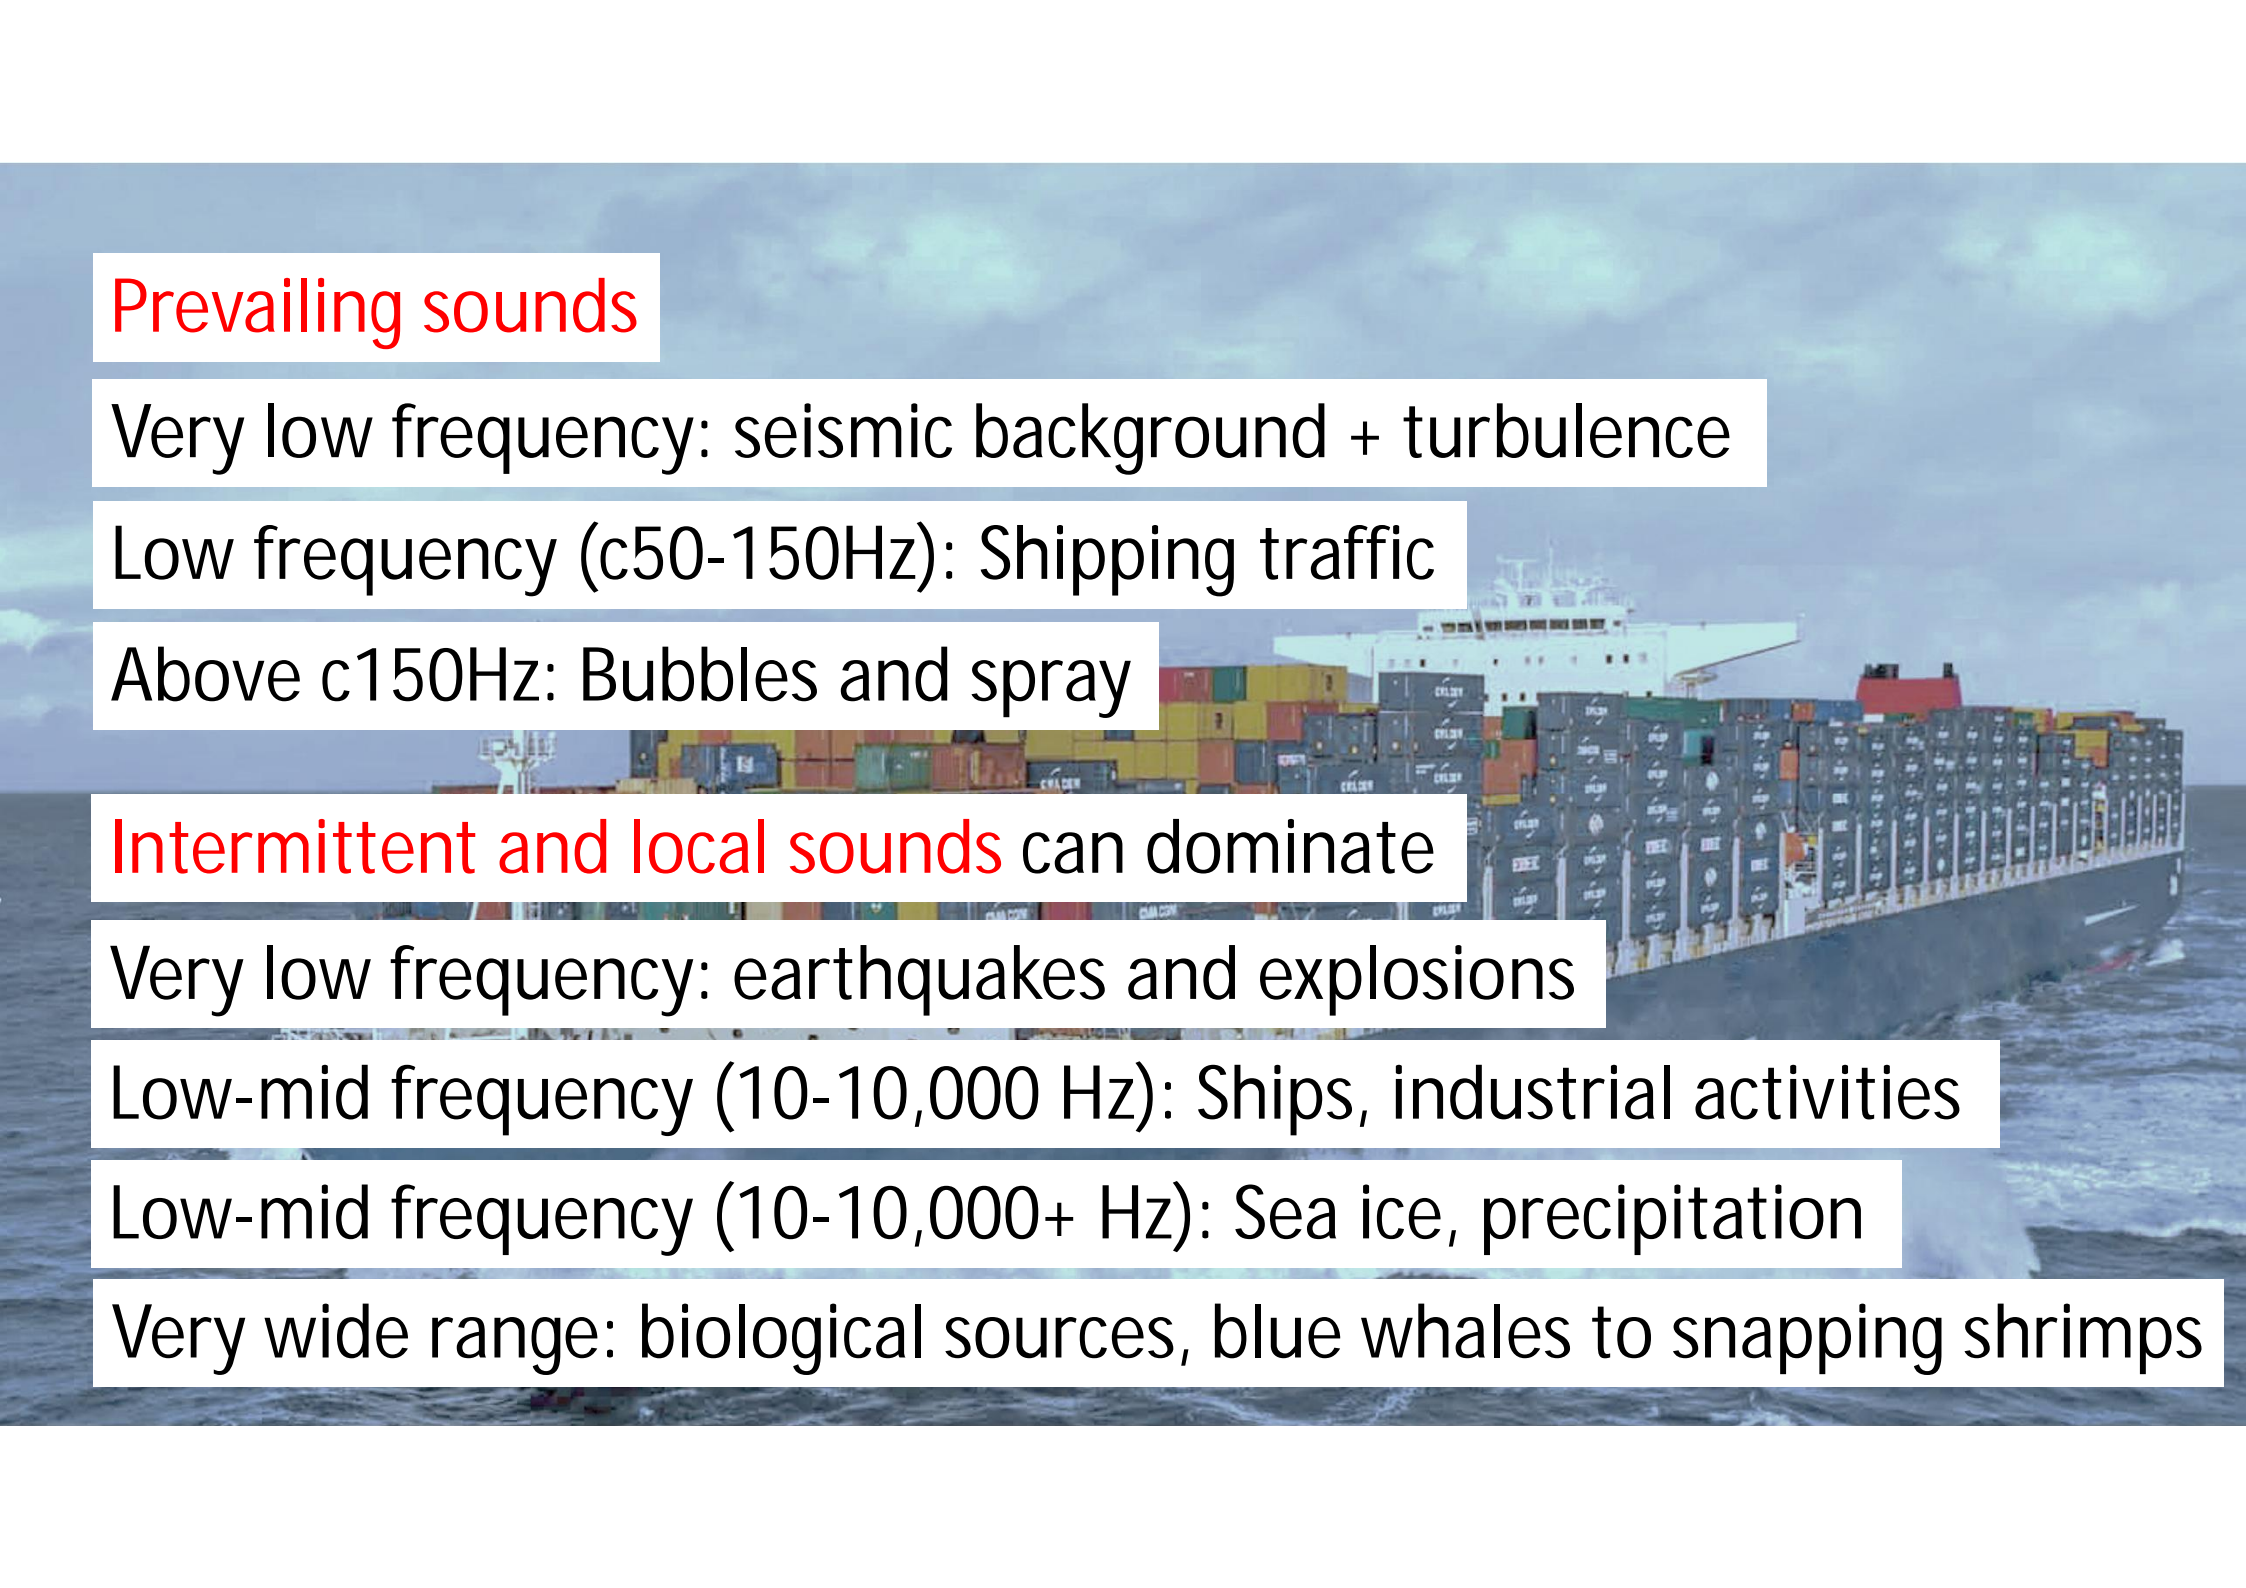 Prevailing sounds
Very low frequency: seismic background + turbulence
Low frequency (c50-150Hz): Shipping traffic
Above c150Hz: Bubbles and spray
Intermittent and local sounds can dominate
Very low frequency: earthquakes and explosions
Low-mid frequency (10-10,000 Hz): Ships, industrial activities
Low-mid frequency (10-10,000+ Hz): Sea ice, precipitation
Very wide range: biological sources, blue whales to snapping shrimps